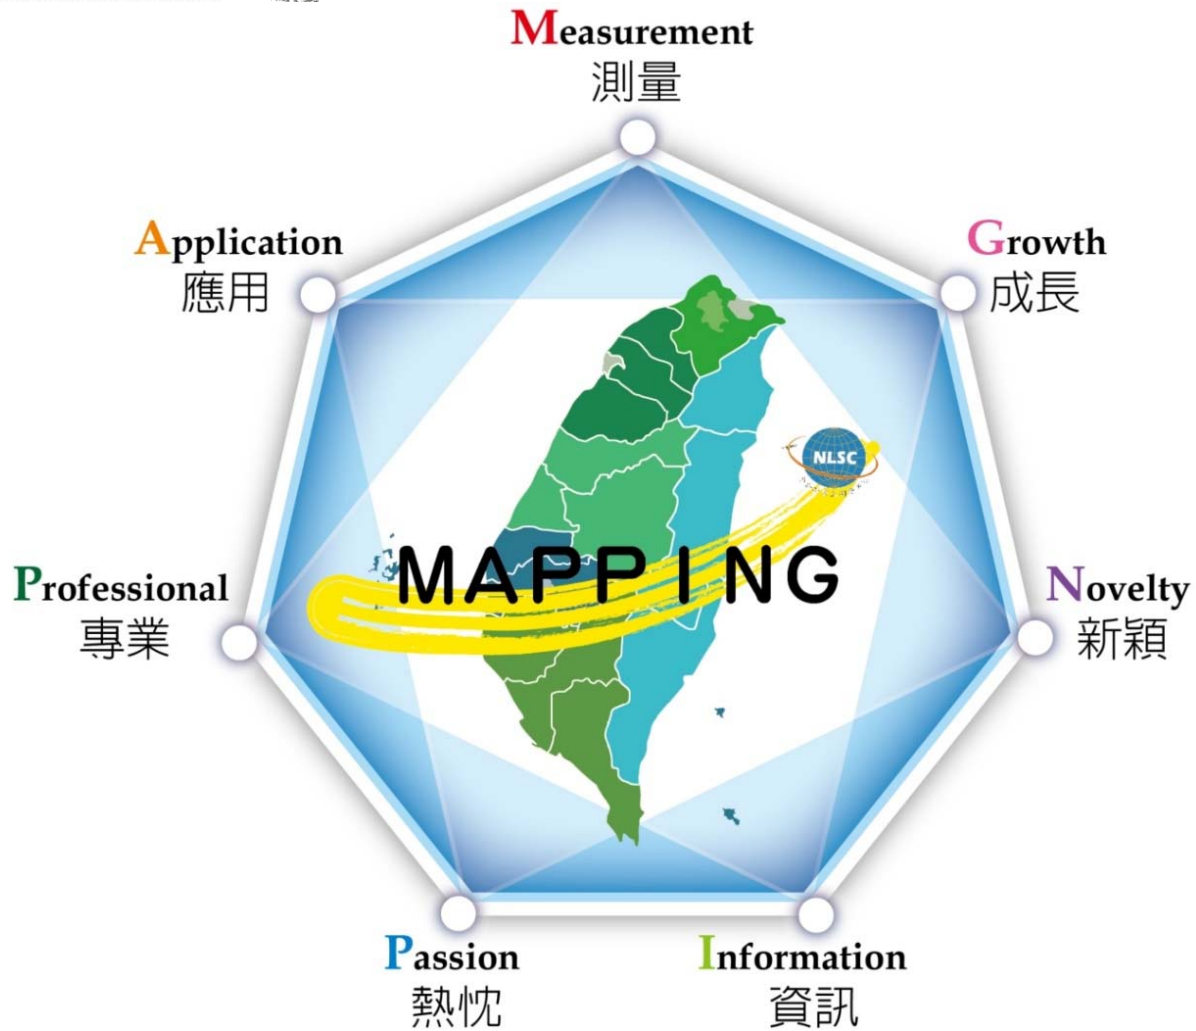 Measurement
測量
Application
應用
Growth
成長
NLSC
MAPPING
Professional
專業
Novelty
新穎
Passion
熱忱
Information
資訊